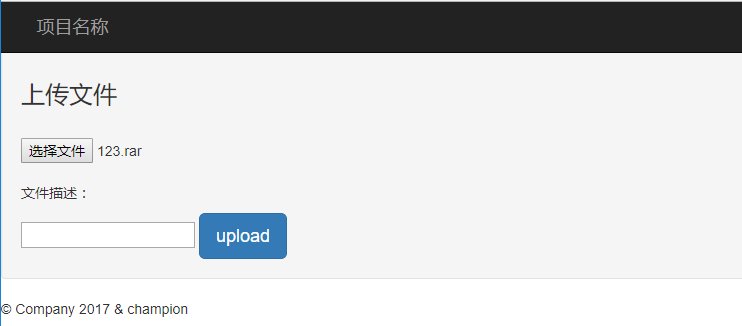 项目名称
上传文件
选择文件 123.rar
文件描述：
upload
© Company 2017 & champion